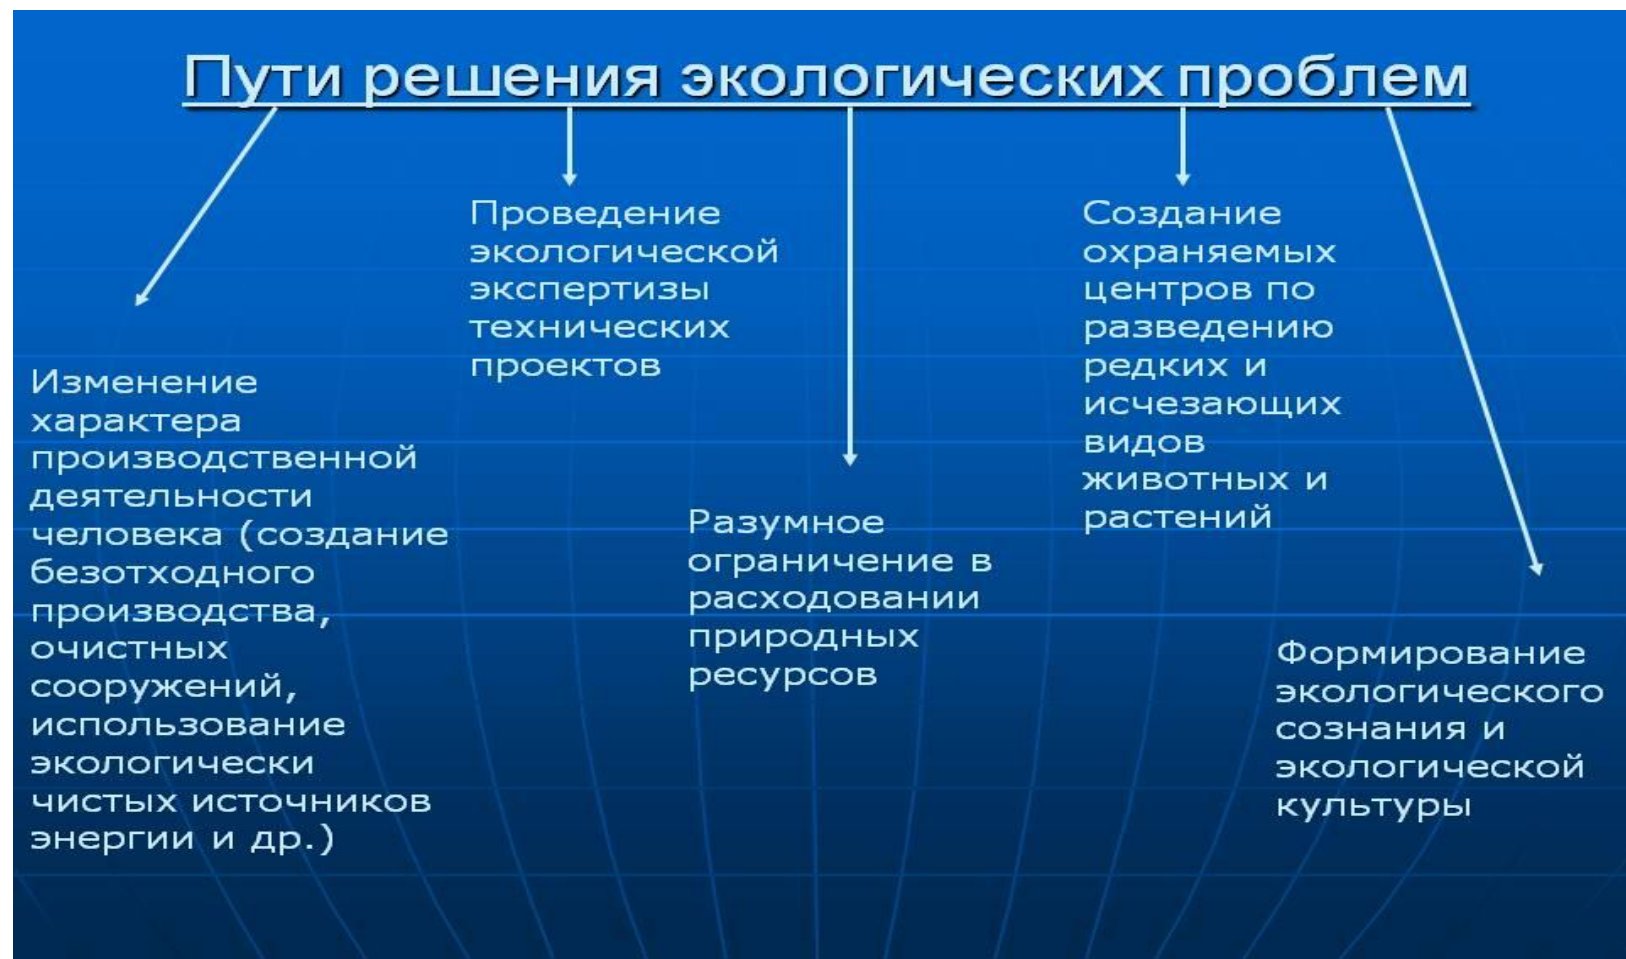 Пути решения экологических проблем
Изменение
характера
производственной
деятельности
человека (создание
безотходного
производства,
очистных
сооружений,
использование
экологически
чистых источников
энергии и др.)
Проведение
экологической
экспертизы
технических
проектов
Разумное
ограничение в
расходовании
природных
ресурсов
Создание
охраняемых
центров по
разведению
редких и
исчезающих
видов
животных и
растений
Формирование
экологического
сознания и
экологической
культуры